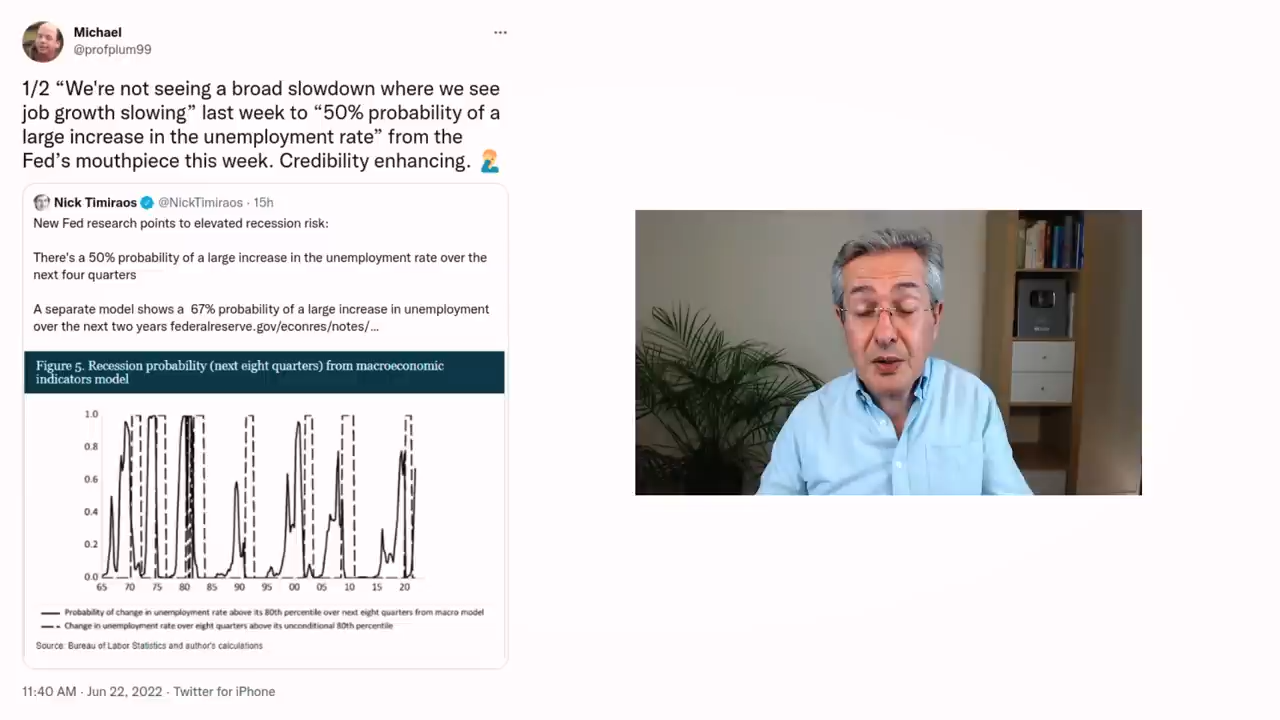 Michael
@profplum99
1/2 “We're not seeing a broad slowdown where we see
job growth slowing” last week to “50% probability of a
large increase in the unemployment rate” from the
Fed’s mouthpiece this week. Credibility enhancing. 🤦
Nick Timiraos @NickTimiraos · 15h
New Fed research points to elevated recession risk:
There's a 50% probability of a large increase in the unemployment rate over the
next four quarters
A separate model shows a 67% probability of a large increase in unemployment
over the next two years federalreserve.gov/econres/notes/...
Figure 5. Recession probability (next eight quarters) from macroeconomic
indicators model
1.0
0.8
0.6
0.4
0.2
0.0
65 70 75 80 85 90 95 00 05 10 15 20
Probability of change in unemployment rate above its 80th percentile over next eight quarters from macro model
Change in unemployment rate over eight quarters above its unconditional 80th percentile
Source: Bureau of Labor Statistics and author's calculations
11:40 AM · Jun 22, 2022 · Twitter for iPhone